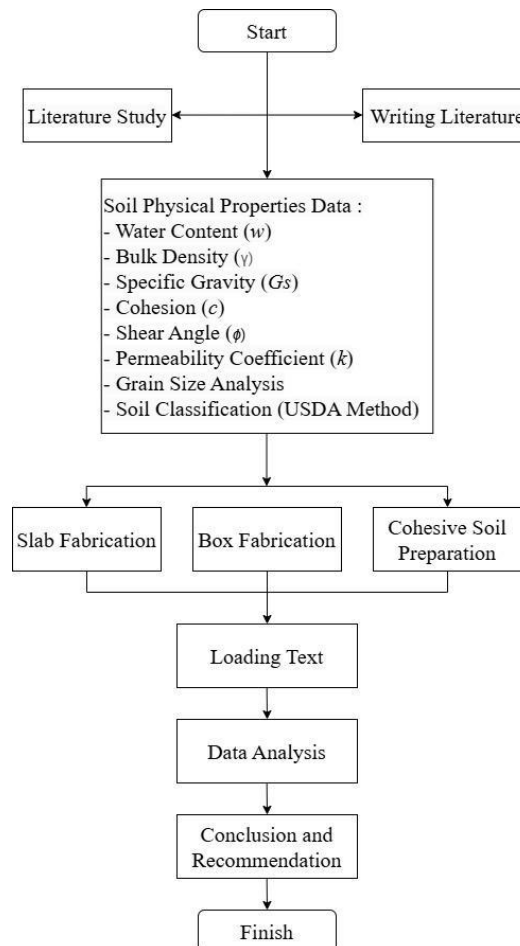 Start
Literature Study
Writing Literature
Soil Physical Properties Data :
- Water Content (w)
- Bulk Density (γ)
- Specific Gravity (Gs)
- Cohesion (c)
- Shear Angle (ϕ)
- Permeability Coefficient (k)
- Grain Size Analysis
- Soil Classification (USDA Method)
Slab Fabrication
Box Fabrication
Cohesive Soil
Preparation
Loading Text
Data Analysis
Conclusion and
Recommendation
Finish